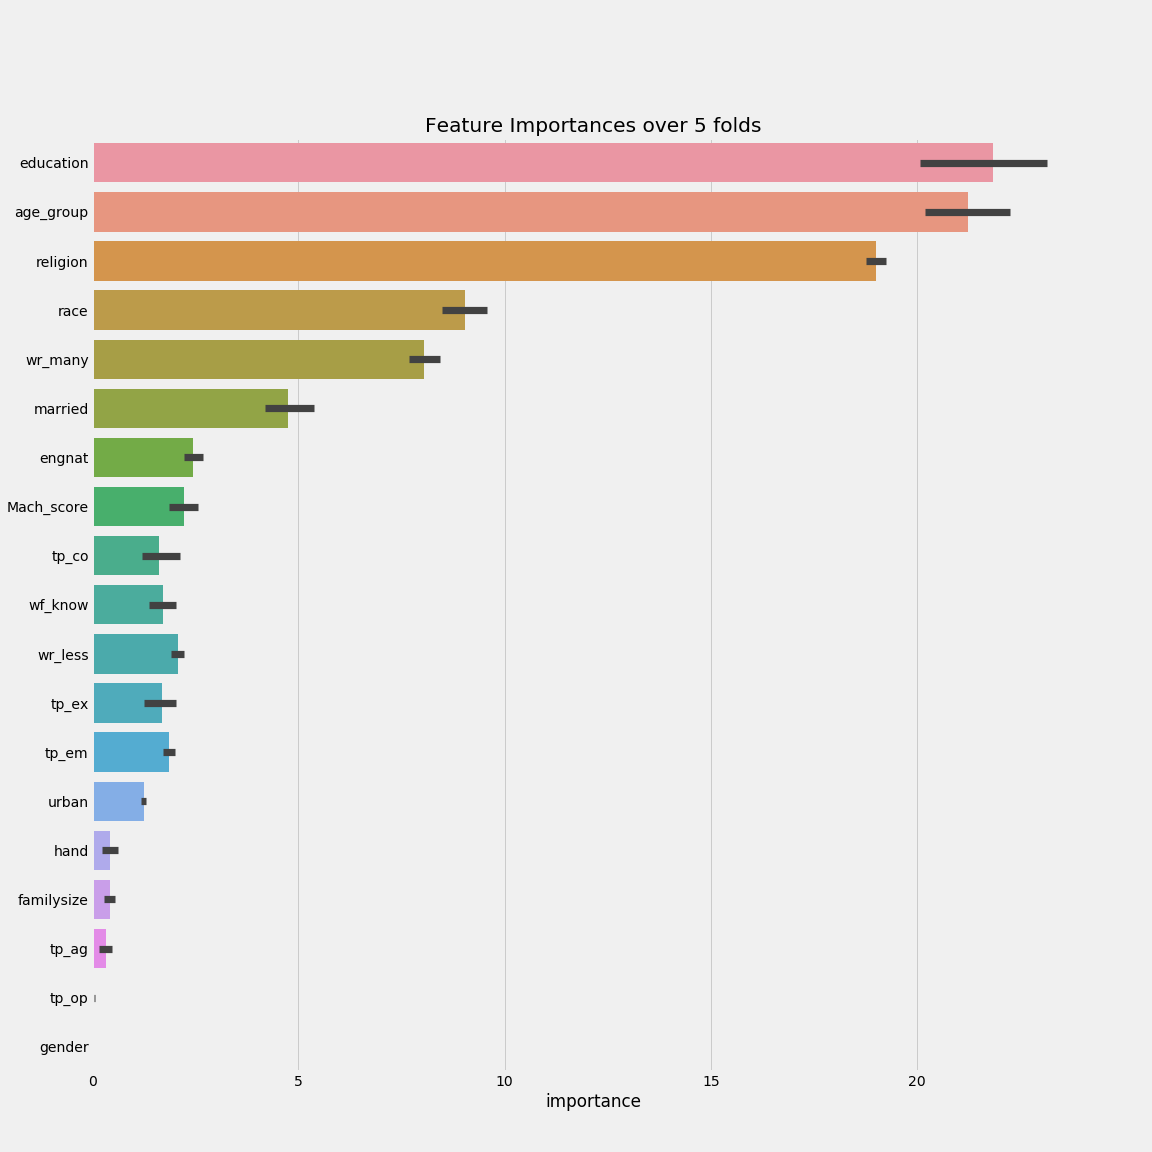 Feature Importances over 5 folds
education
age_group
religion
race
wr_many
married
engnat
Mach_score
tp_co
wf_know
wr_less
tp_ex
tp_em
urban
hand
familysize
tp_ag
tp_op
gender
0 5 10 15 20
importance